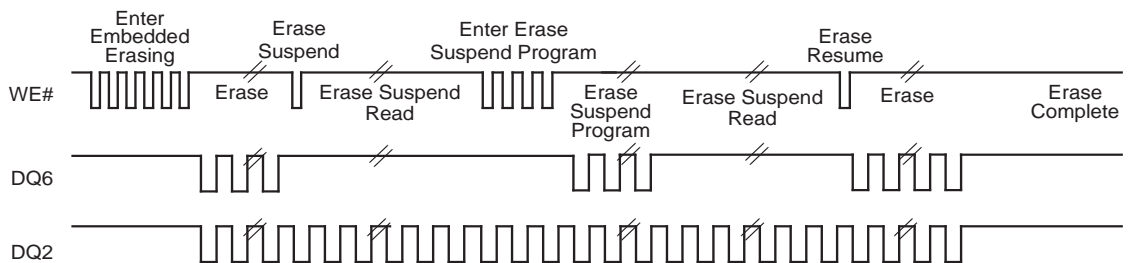 Enter
Embedded
Erasing
Erase
Suspend
Enter Erase
Suspend Program
Erase
Resume
WE#
Erase
Erase Suspend
Read
Erase
Suspend
Program
Erase Suspend
Read
Erase
Erase
Complete
DQ6
DQ2